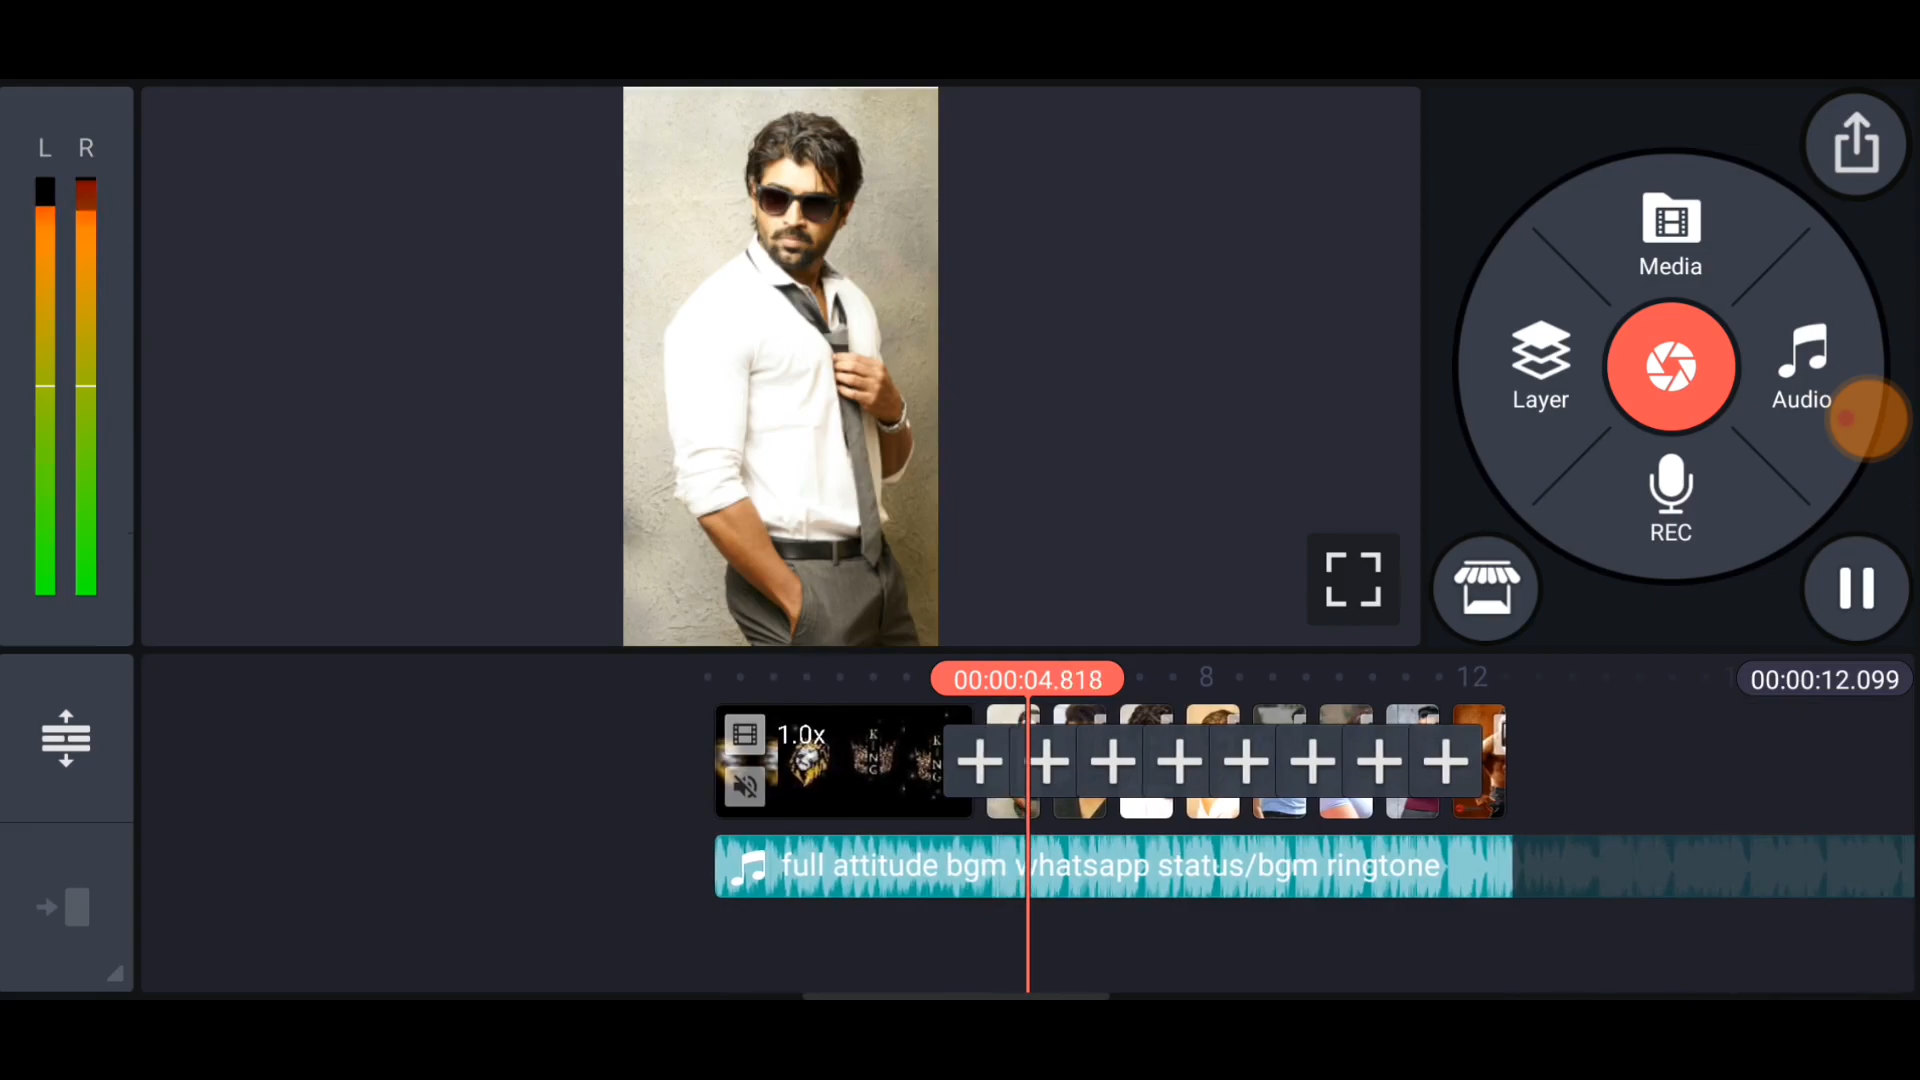 L R
Media
Layer
Audio
REC
00:00:04.818
8
12
00:00:12.099
1.0x
KING
full attitude bgm whatsapp status/bgm ringtone